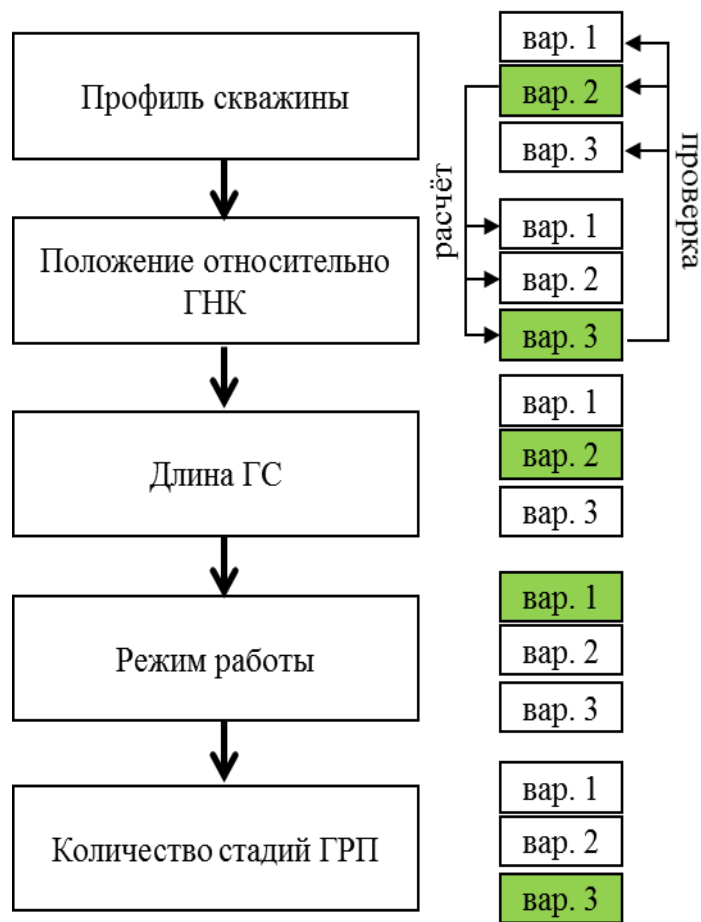 Профиль скважины
вар. 1
вар. 2
вар. 3
расчёт
проверка
Положение относительно
ГНК
вар. 1
вар. 2
вар. 3
Длина ГС
вар. 1
вар. 2
вар. 3
Режим работы
вар. 1
вар. 2
вар. 3
Количество стадий ГРП
вар. 1
вар. 2
вар. 3